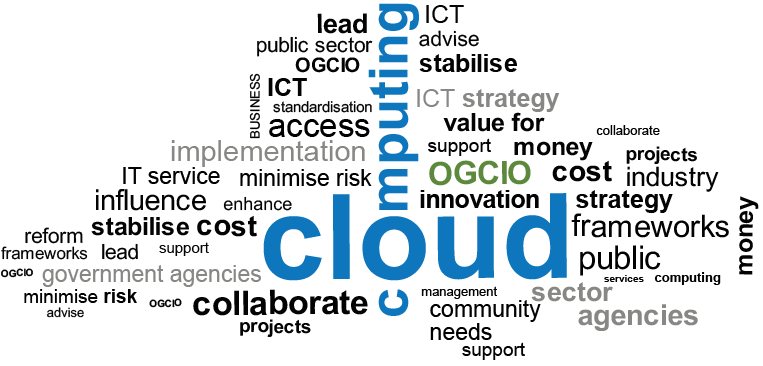 lead
ICT
public sector
advise
OGCIO
stabilise
computing
BUSINESS
ICT
standardisation
ICT strategy
access
value for money
collaborate
implementation
support
projects
IT service
minimise risk
OGCIO
cost
industry
influence
enhance
innovation
strategy
stabilise cost
cloud
frameworks
money
reform
frameworks
lead
support
public
OGCIO
government agencies
services
computing
minimise risk
OGCIO
collaborate
management
sector
advise
community needs
agencies
projects
support